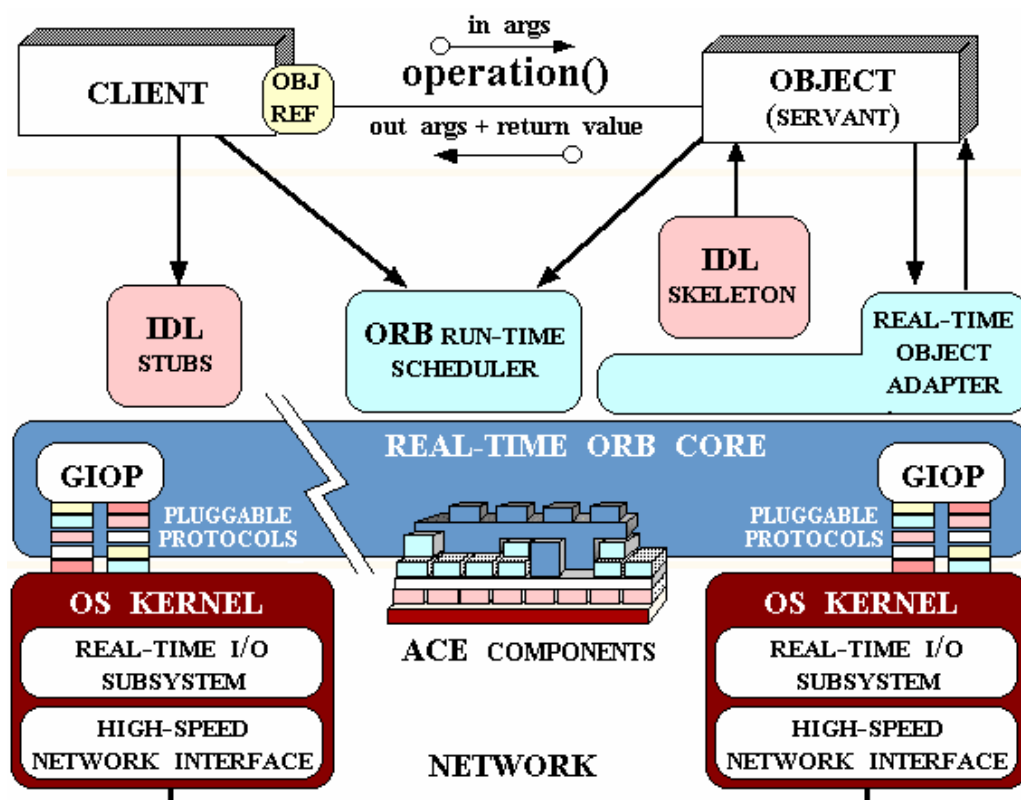 in args
operation()
out args + return value
CLIENT
OBJ
REF
OBJECT
(SERVANT)
IDL
STUBS
ORB RUN-TIME
SCHEDULER
IDL
SKELETON
REAL-TIME
OBJECT
ADAPTER
REAL-TIME ORB CORE
GIOP
PLUGGABLE
PROTOCOLS
GIOP
PLUGGABLE
PROTOCOLS
OS KERNEL
REAL-TIME I/O
SUBSYSTEM
HIGH-SPEED
NETWORK INTERFACE
ACE COMPONENTS
NETWORK
OS KERNEL
REAL-TIME I/O
SUBSYSTEM
HIGH-SPEED
NETWORK INTERFACE